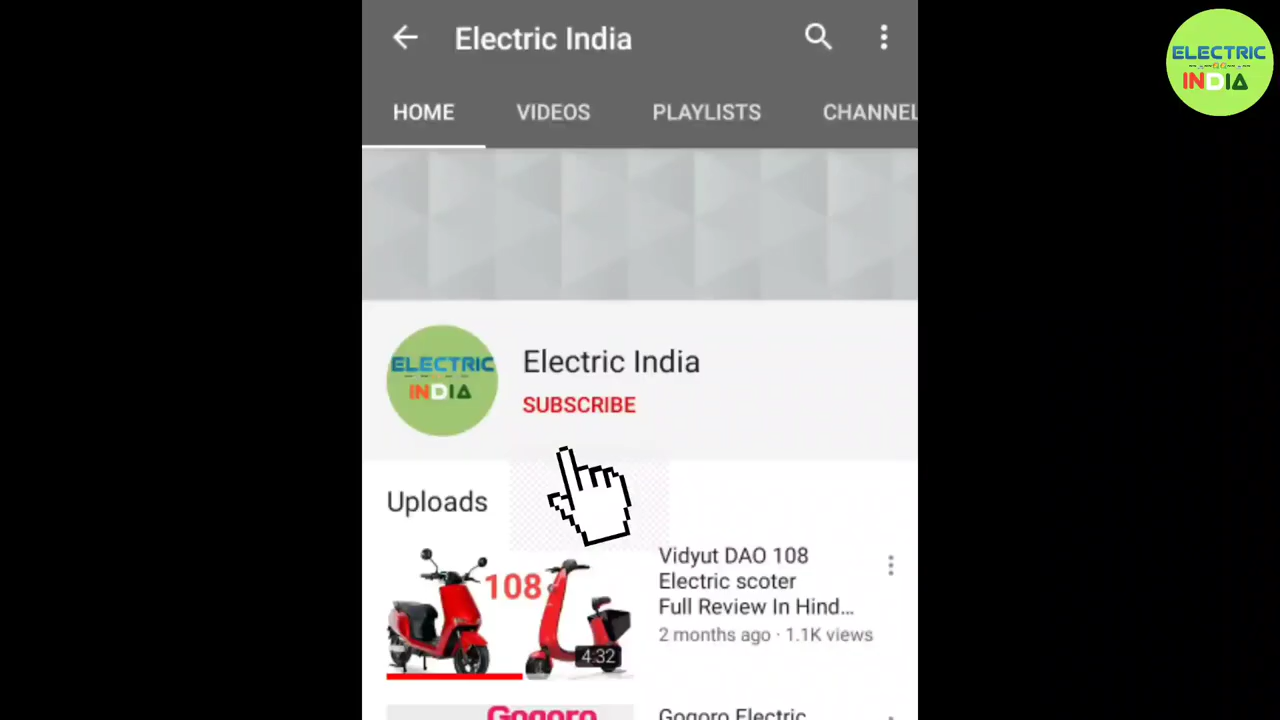 Electric India
ELECTRIC
INDIA
HOME VIDEOS PLAYLISTS CHANNEL
ELECTRIC
INDIA
Electric India
SUBSCRIBE
Uploads
108
4:32
Vidyut DAO 108
Electric scoter
Full Review In Hind...
2 months ago · 1.1K views
Gogoro
Gogoro Electric